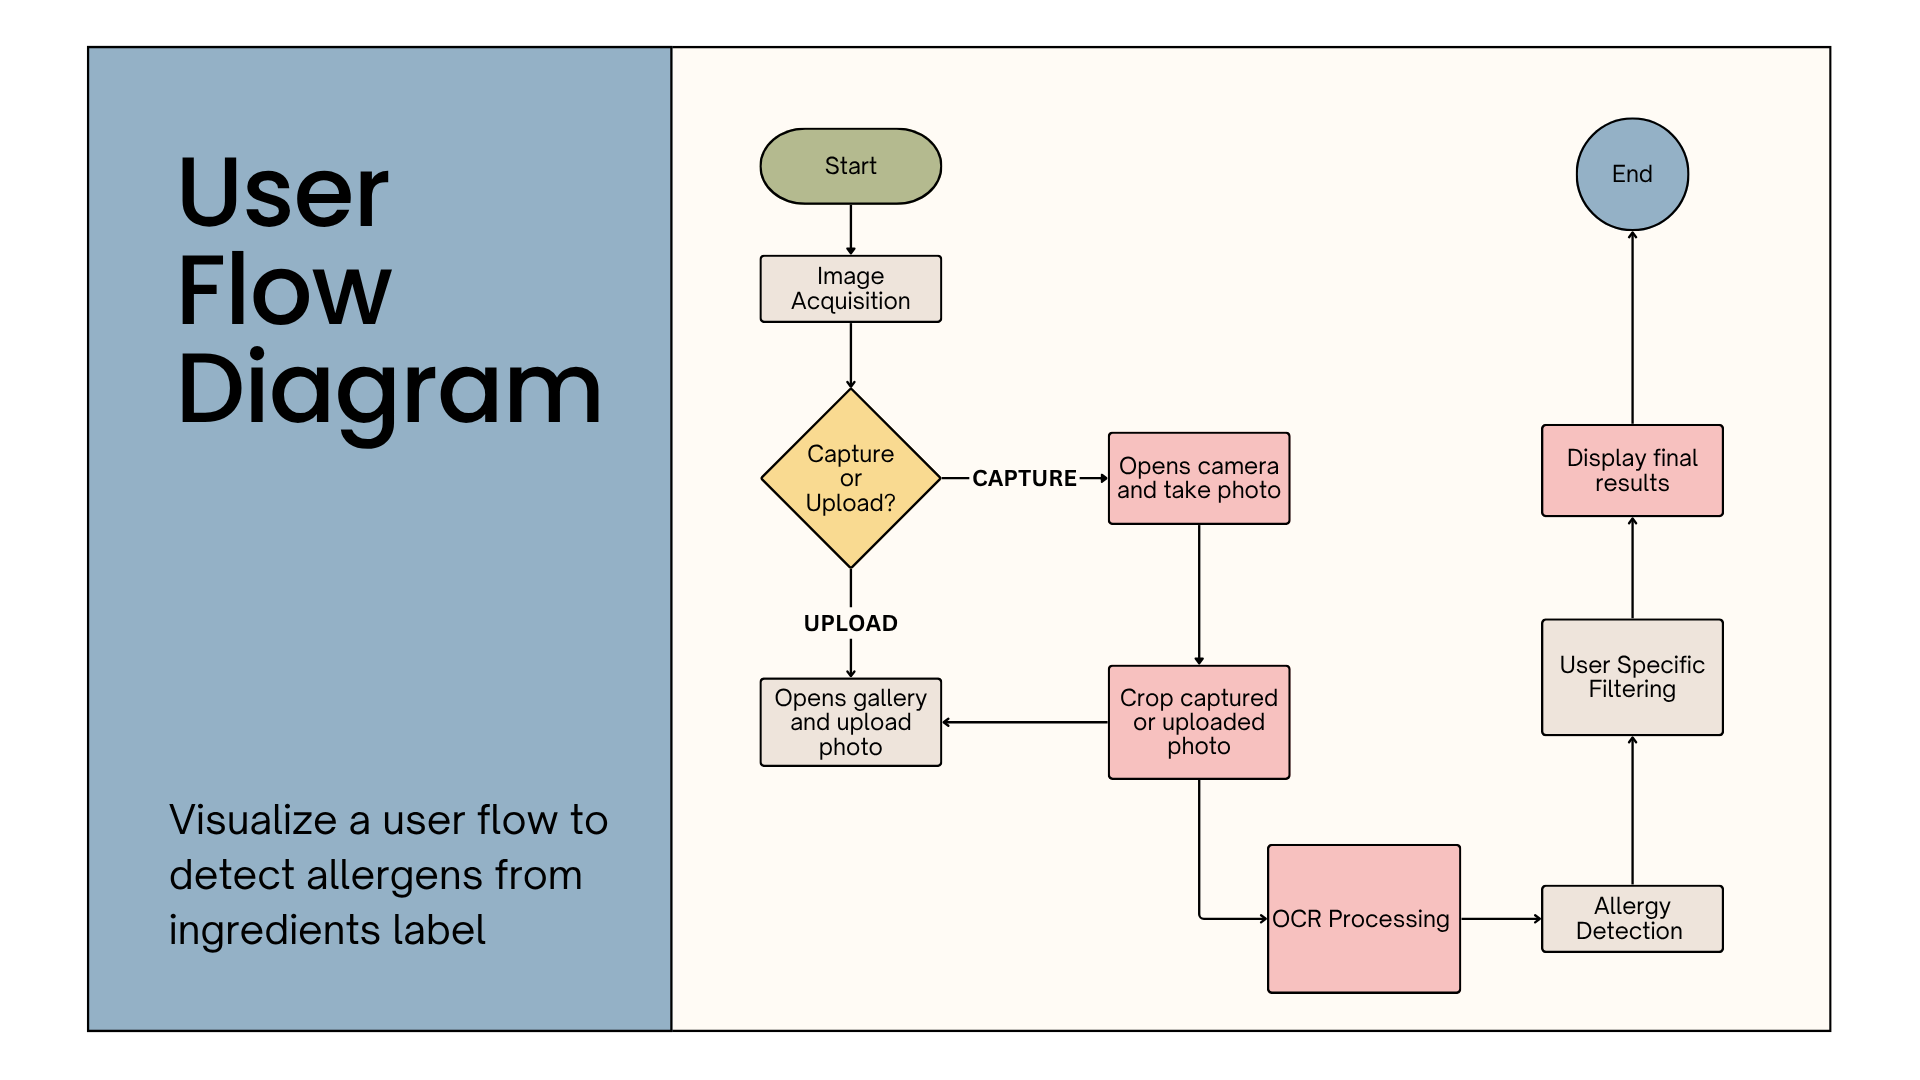 User
Flow
Diagram
Visualize a user flow to
detect allergens from
ingredients label
Start
Image
Acquisition
Capture
or
Upload?
CAPTURE
Opens camera
and take photo
UPLOAD
Opens gallery
and upload
photo
Crop captured
or uploaded
photo
OCR Processing
Allergy
Detection
User Specific
Filtering
Display final
results
End